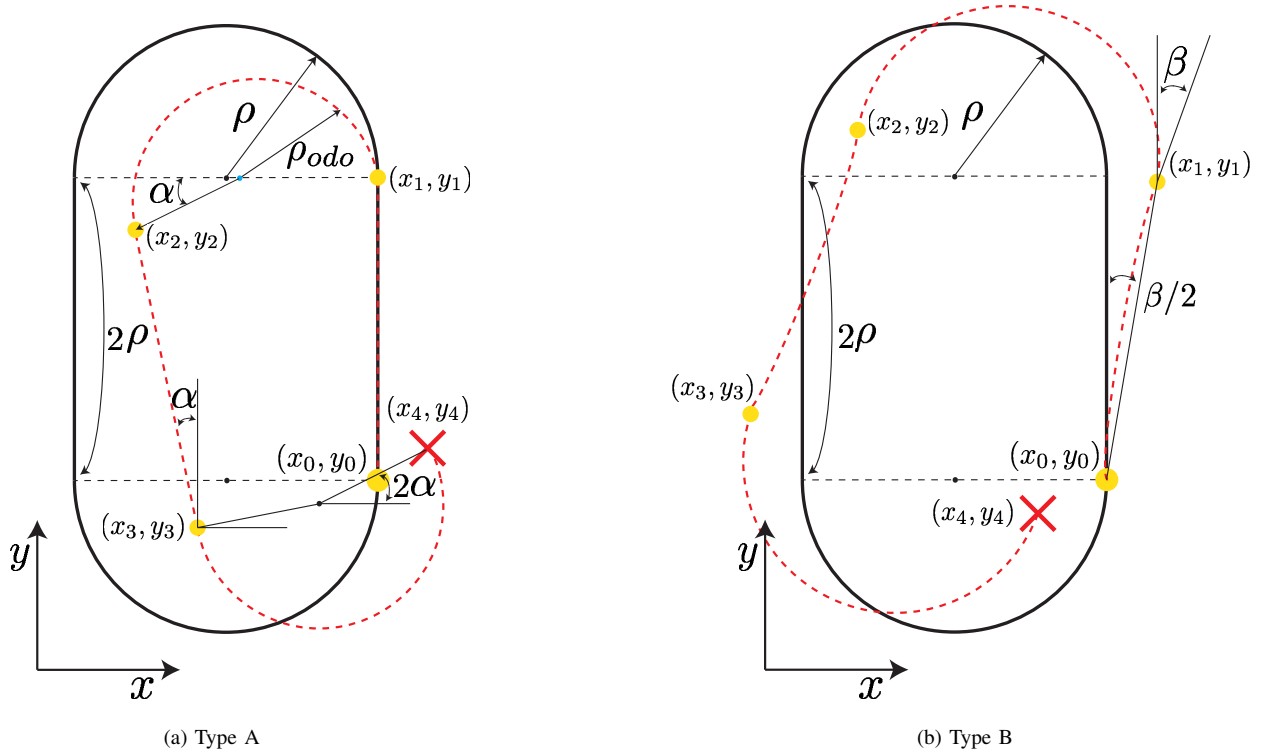 ρ
ρ_odo
α
(x₁, y₁)
(x₂, y₂)
2ρ
α
(x₄, y₄)
(x₀, y₀)
2α
(x₃, y₃)
y
x
(a) Type A
β
(x₂, y₂)
ρ
(x₁, y₁)
β/2
2ρ
(x₃, y₃)
(x₀, y₀)
(x₄, y₄)
y
x
(b) Type B